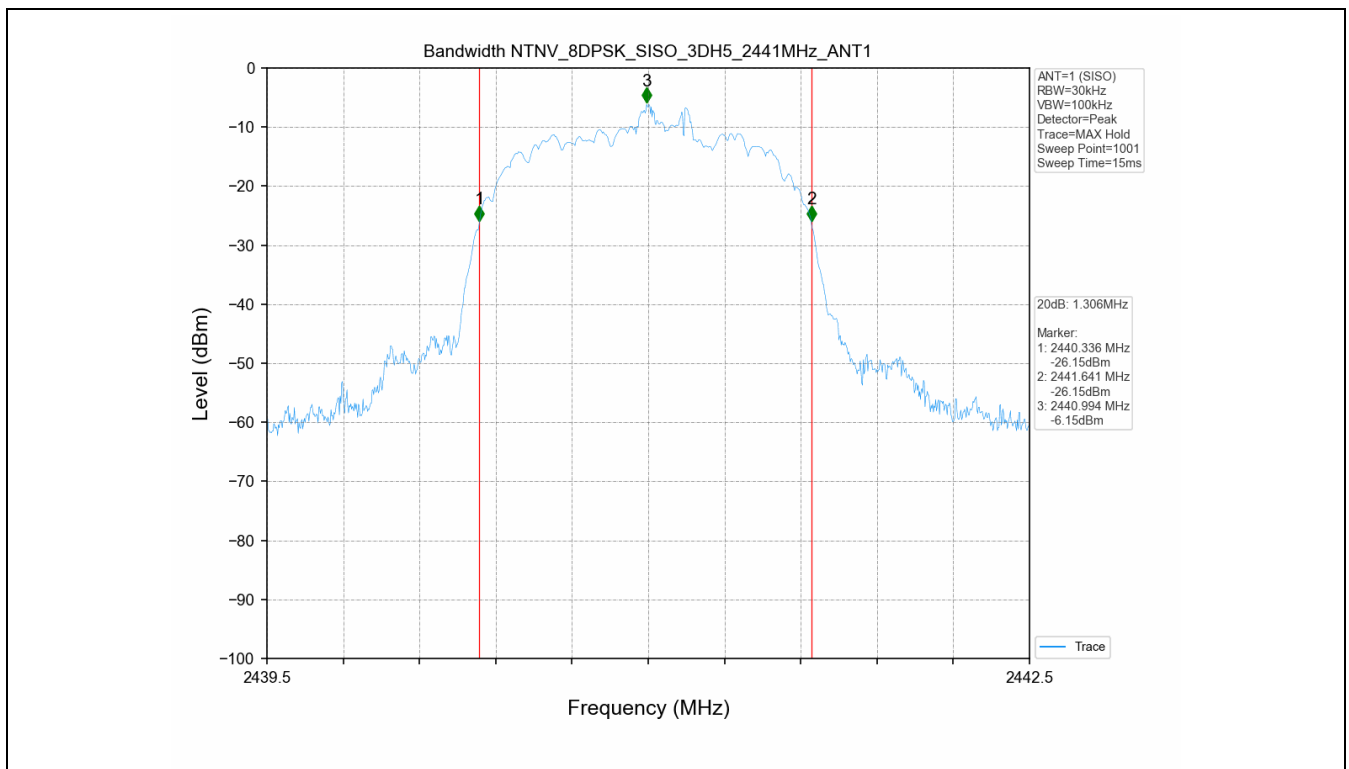 Bandwidth NTNV_8DPSK_SISO_3DH5_2441MHz_ANT1
0
−10
−20
−30
−40
−50
−60
−70
−80
−90
−100
Level (dBm)
1
2
3
2439.5
2442.5
Frequency (MHz)
ANT=1 (SISO)
RBW=30kHz
VBW=100kHz
Detector=Peak
Trace=MAX Hold
Sweep Point=1001
Sweep Time=15ms
20dB: 1.306MHz
Marker:
1: 2440.336 MHz
-26.15dBm
2: 2441.641 MHz
-26.15dBm
3: 2440.994 MHz
-6.15dBm
Trace